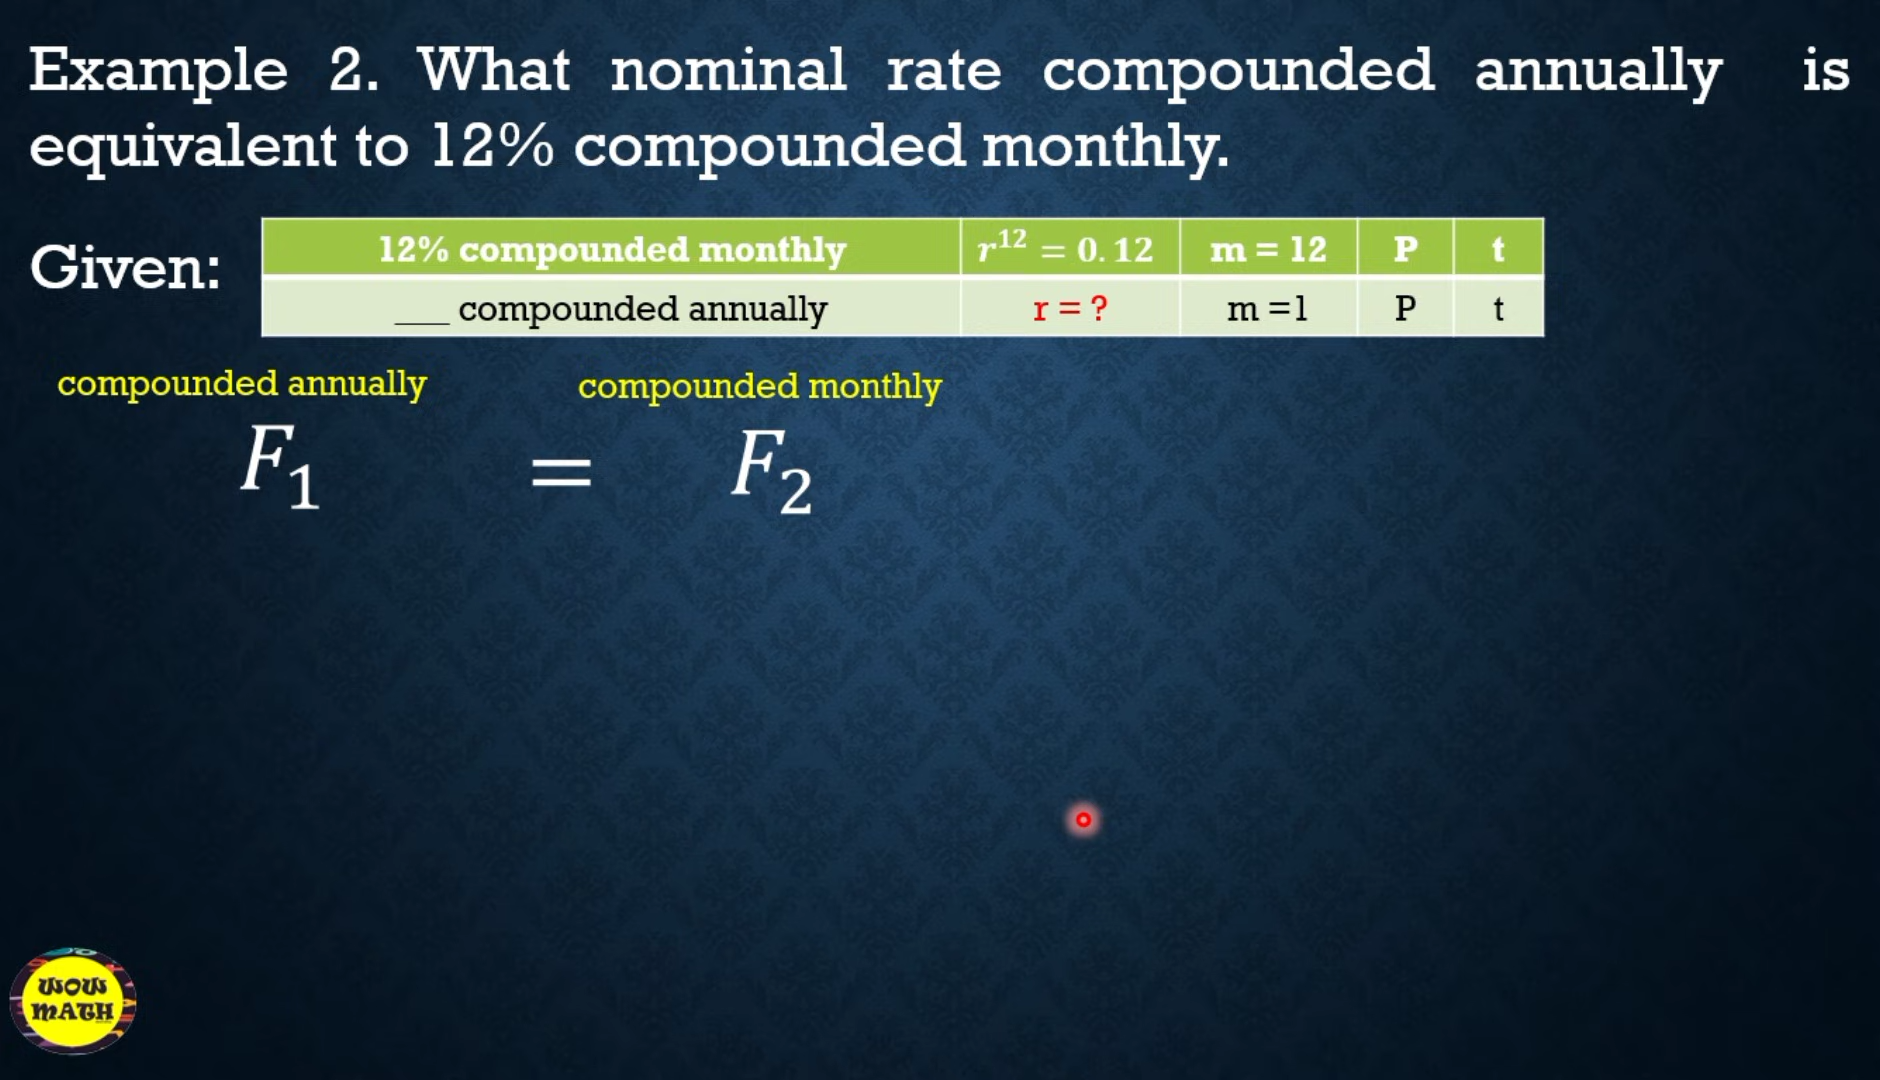 Example 2. What nominal rate compounded annually is
equivalent to 12% compounded monthly.
Given:
12% compounded monthly r¹² = 0.12 m = 12 P t
___ compounded annually r = ? m =1 P t
compounded annually compounded monthly
F₁ = F₂
WOW
MATH